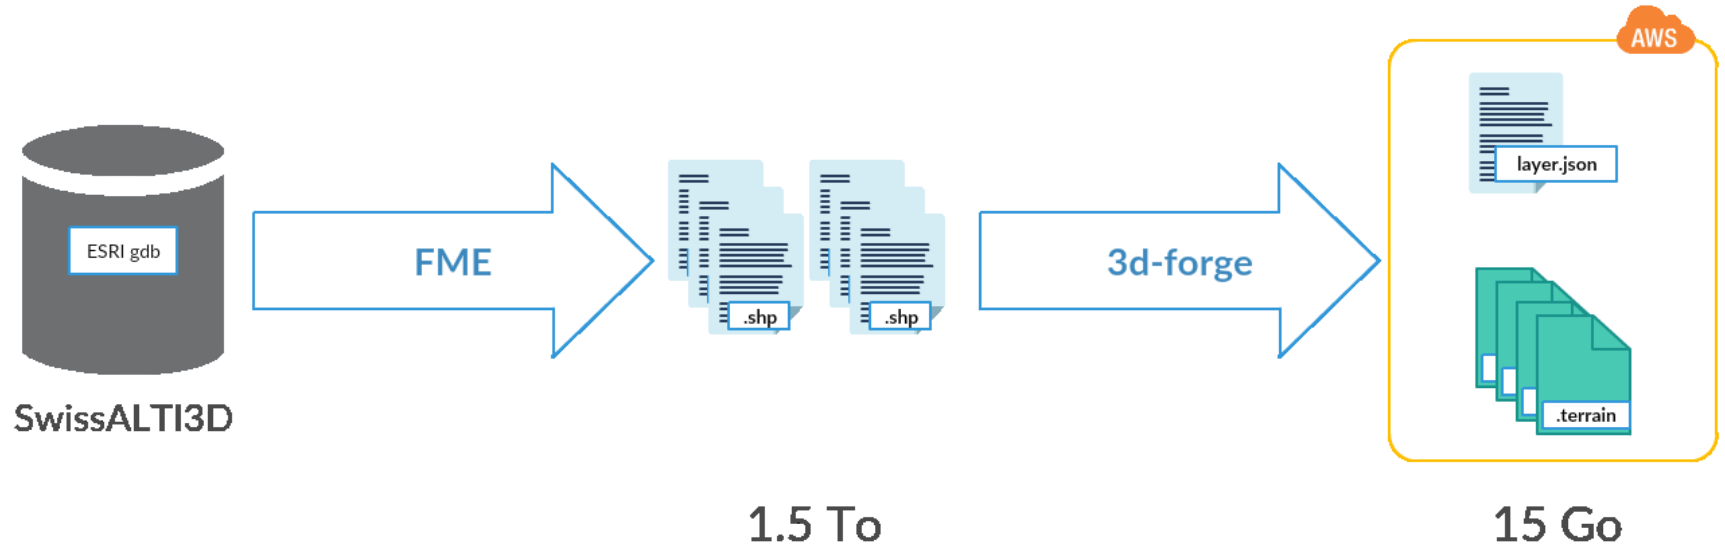 AWS
layer.json
ESRI gdb
FME
3d-forge
.shp
.shp
.terrain
SwissALTI3D
1.5 To
15 Go